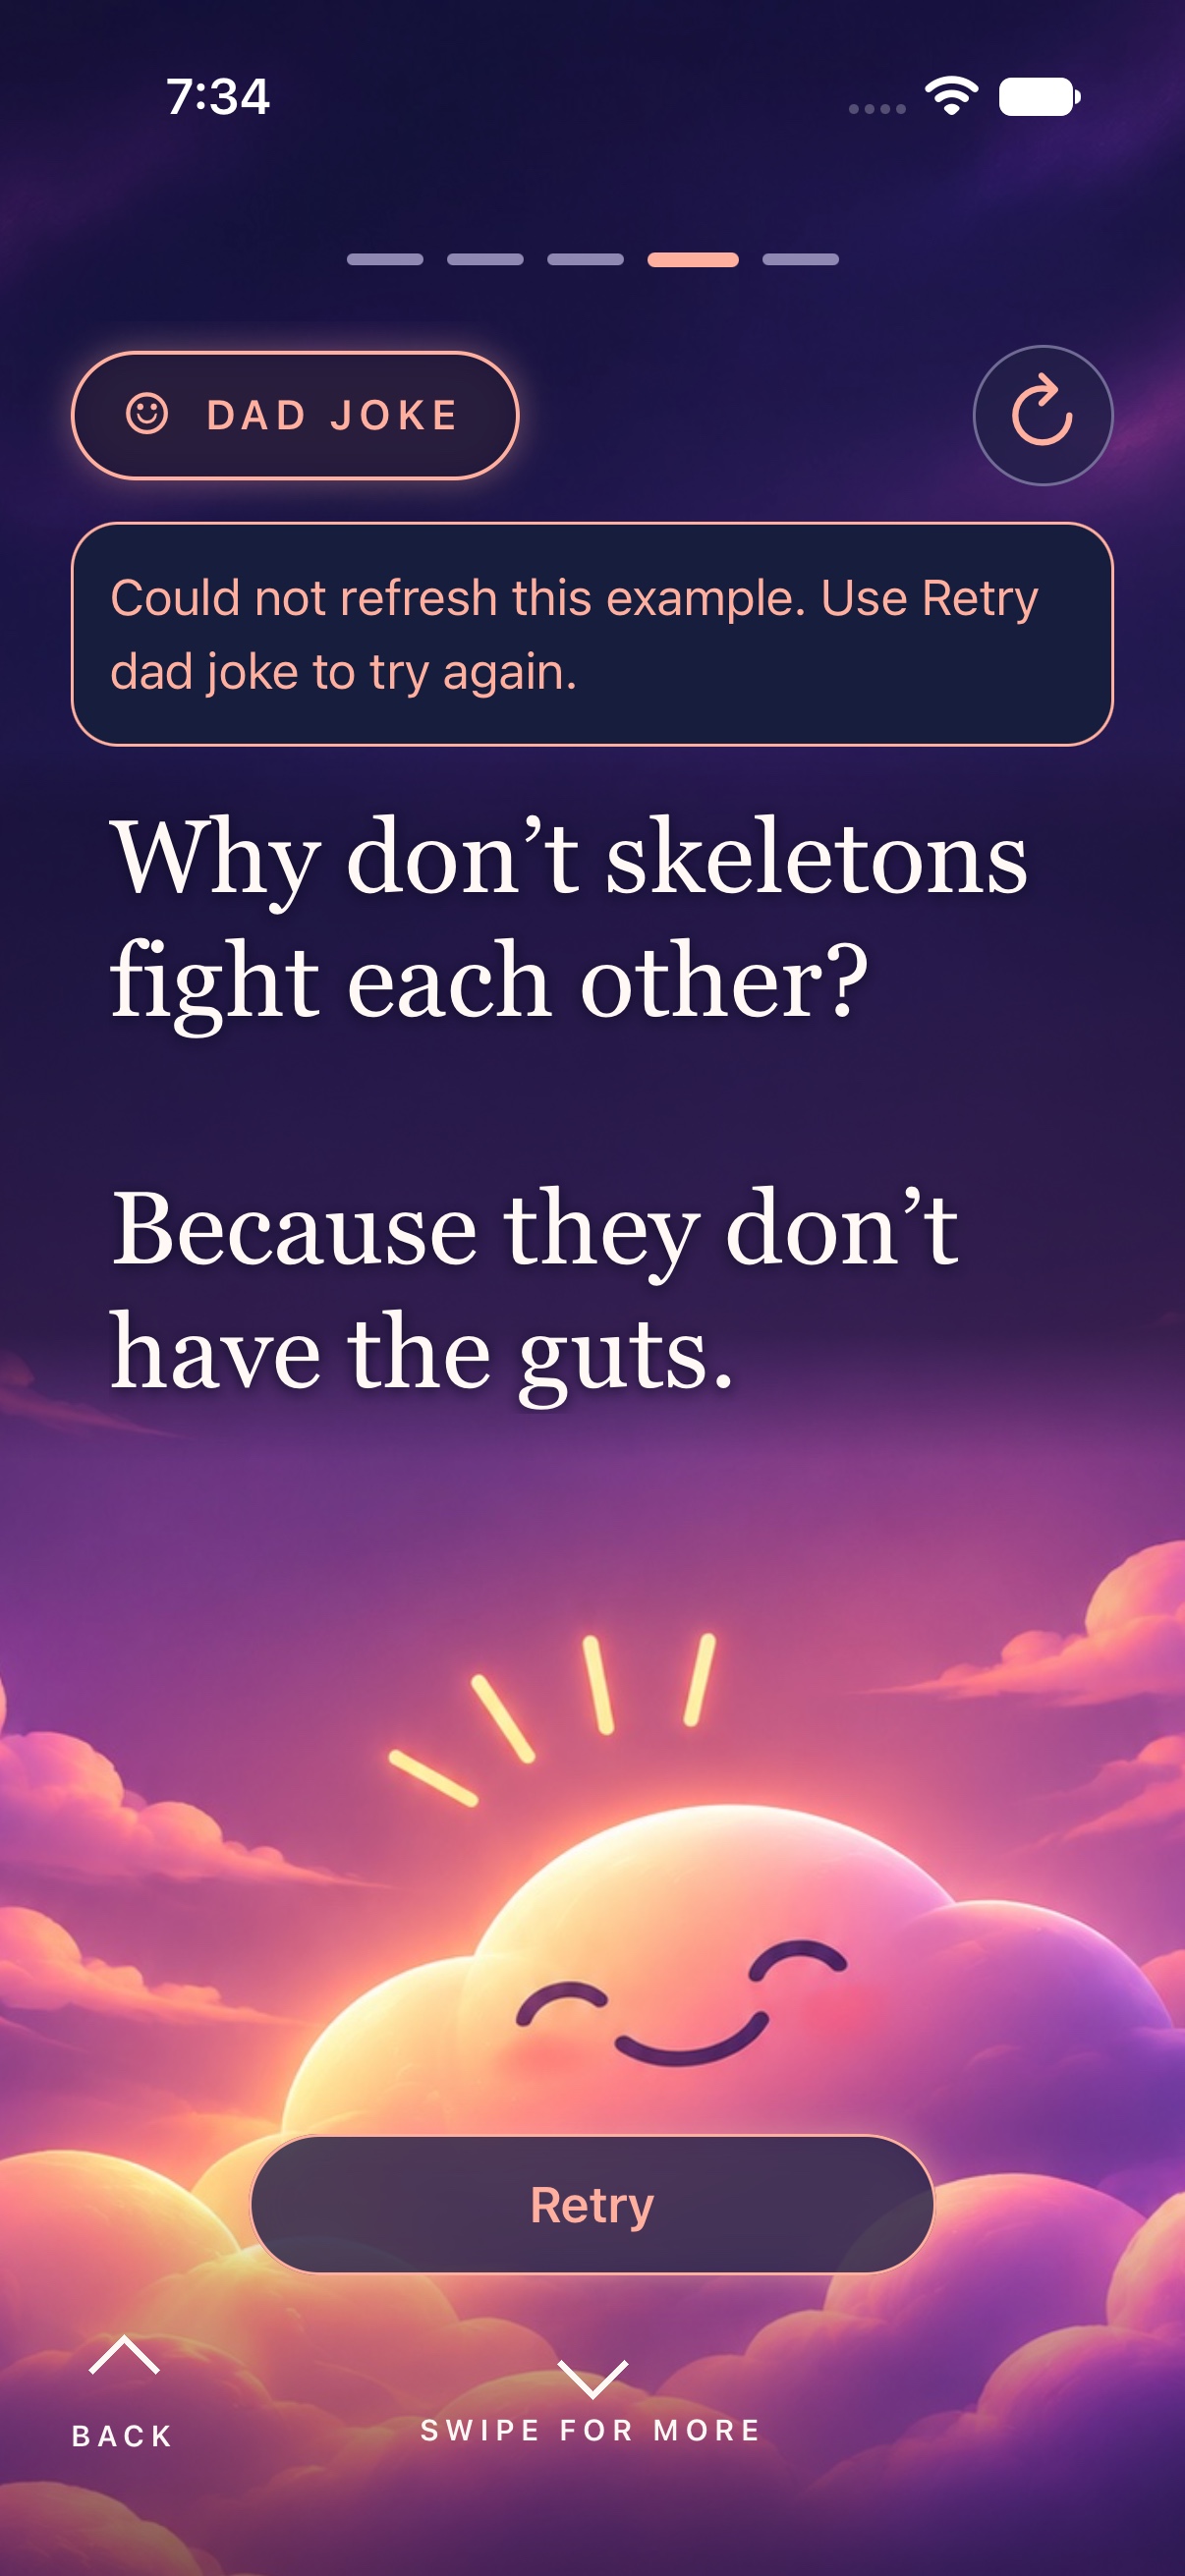 7:34
DAD JOKE
Could not refresh this example. Use Retry
dad joke to try again.
Why don’t skeletons
fight each other?
Because they don’t
have the guts.
Retry
BACK
SWIPE FOR MORE